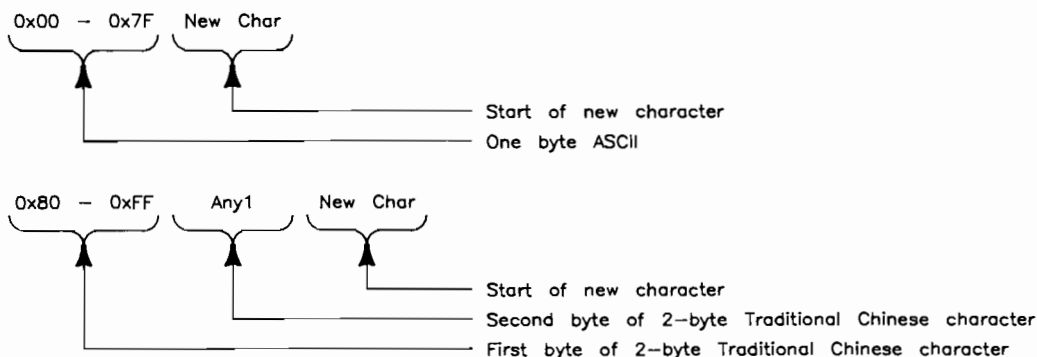 0x00 – 0x7F New Char
Start of new character
One byte ASCII
0x80 – 0xFF Any1 New Char
Start of new character
Second byte of 2–byte Traditional Chinese character
First byte of 2–byte Traditional Chinese character